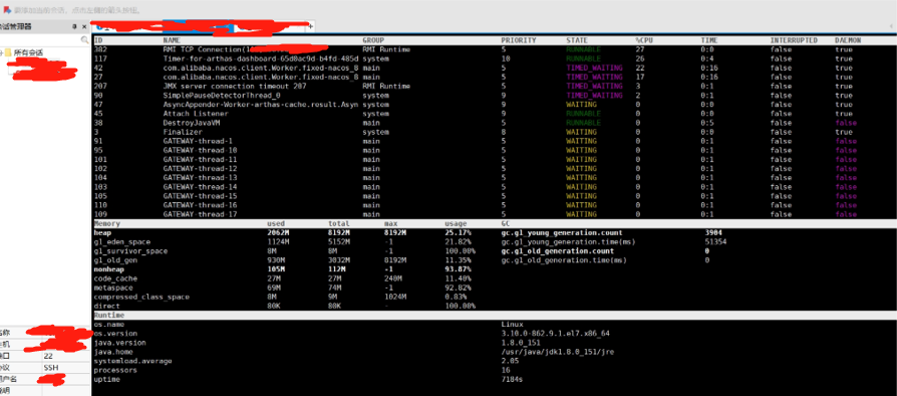 要添加当前会话，点击左侧的箭头按钮。
会话管理器
所有会话
ID NAME GROUP PRIORITY STATE %CPU TIME INTERRUPTED DAEMON
302 RMI TCP Connection(1 RMI Runtime 5 RUNNABLE 27 0:0 false true
117 Timer-for-arthas-dashboard-65d0ac9d-b4fd-485d system 10 RUNNABLE 26 0:4 false true
42 com.alibaba.nacos.client.Worker.fixed-nacos_8 main 5 TIMED_WAITING 22 0:16 false true
27 com.alibaba.nacos.client.Worker.fixed-nacos_8 main 5 TIMED_WAITING 17 0:16 false true
207 JMX server connection timeout 207 RMI Runtime 5 TIMED_WAITING 3 0:1 false true
90 SimplePauseDetectorThread_0 system 9 TIMED_WAITING 2 0:1 false true
47 AsyncAppender-Worker-arthas-cache.result.Asyn system 9 WAITING 0 0:0 false true
45 Attach Listener system 9 RUNNABLE 0 0:0 false true
38 DestroyJavaVM main 5 RUNNABLE 0 0:5 false false
3 Finalizer system 8 WAITING 0 0:0 false true
91 GATEWAY-thread-1 main 5 WAITING 0 0:1 false false
95 GATEWAY-thread-10 main 5 WAITING 0 0:1 false false
101 GATEWAY-thread-11 main 5 WAITING 0 0:1 false false
102 GATEWAY-thread-12 main 5 WAITING 0 0:1 false false
104 GATEWAY-thread-13 main 5 WAITING 0 0:1 false false
103 GATEWAY-thread-14 main 5 WAITING 0 0:1 false false
105 GATEWAY-thread-15 main 5 WAITING 0 0:1 false false
107 GATEWAY-thread-16 main 5 WAITING 0 0:1 false false
109 GATEWAY-thread-17 main 5 WAITING 0 0:1 false false
Memory used total max usage GC
heap 2062M 8192M 8192M 25.17% gc.g1_young_generation.count 3904
g1_eden_space 1124M 5152M -1 21.82% gc.g1_young_generation.time(ms) 51354
g1_survivor_space 8M 8M -1 100.00% gc.g1_old_generation.count 0
g1_old_gen 930M 3032M 8192M 11.35% gc.g1_old_generation.time(ms) 0
nonheap 105M 112M -1 93.87%
code_cache 27M 27M 240M 11.40%
metaspace 69M 74M -1 92.82%
compressed_class_space 8M 9M 1024M 0.83%
direct 80K 80K - 100.00%
Runtime
os.name Linux
os.version 3.10.0-862.9.1.el7.x86_64
java.version 1.8.0_151
java.home /usr/java/jdk1.8.0_151/jre
systemload.average 2.05
processors 16
uptime 7184s
名称
主机
端口 22
协议 SSH
用户名
说明